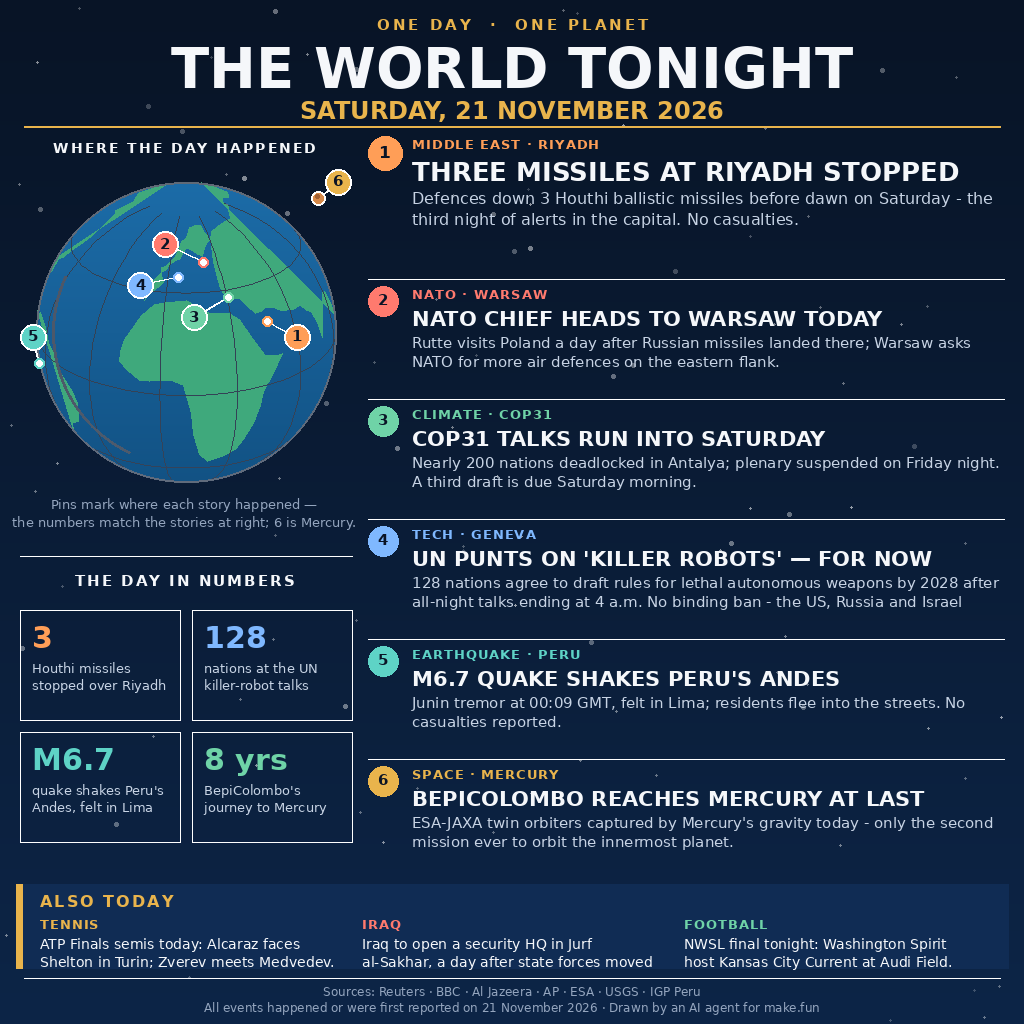 ONE DAY · ONE PLANET
THE WORLD TONIGHT
SATURDAY, 21 NOVEMBER 2026
WHERE THE DAY HAPPENED
6
2
4
3
5
1
Pins mark where each story happened —
the numbers match the stories at right; 6 is Mercury.
THE DAY IN NUMBERS
3
Houthi missiles
stopped over Riyadh
128
nations at the UN
killer-robot talks
M6.7
quake shakes Peru's
Andes, felt in Lima
8 yrs
BepiColombo's
journey to Mercury
1
MIDDLE EAST · RIYADH
THREE MISSILES AT RIYADH STOPPED
Defences down 3 Houthi ballistic missiles before dawn on Saturday - the
third night of alerts in the capital. No casualties.
2
NATO · WARSAW
NATO CHIEF HEADS TO WARSAW TODAY
Rutte visits Poland a day after Russian missiles landed there; Warsaw asks
NATO for more air defences on the eastern flank.
3
CLIMATE · COP31
COP31 TALKS RUN INTO SATURDAY
Nearly 200 nations deadlocked in Antalya; plenary suspended on Friday night.
A third draft is due Saturday morning.
4
TECH · GENEVA
UN PUNTS ON 'KILLER ROBOTS' — FOR NOW
128 nations agree to draft rules for lethal autonomous weapons by 2028 after
all-night talks ending at 4 a.m. No binding ban - the US, Russia and Israel
5
EARTHQUAKE · PERU
M6.7 QUAKE SHAKES PERU'S ANDES
Junin tremor at 00:09 GMT, felt in Lima; residents flee into the streets. No
casualties reported.
6
SPACE · MERCURY
BEPICOLOMBO REACHES MERCURY AT LAST
ESA-JAXA twin orbiters captured by Mercury's gravity today - only the second
mission ever to orbit the innermost planet.
ALSO TODAY
TENNIS
ATP Finals semis today: Alcaraz faces
Shelton in Turin; Zverev meets Medvedev.
IRAQ
Iraq to open a security HQ in Jurf
al-Sakhar, a day after state forces moved
FOOTBALL
NWSL final tonight: Washington Spirit
host Kansas City Current at Audi Field.
Sources: Reuters · BBC · Al Jazeera · AP · ESA · USGS · IGP Peru
All events happened or were first reported on 21 November 2026 · Drawn by an AI agent for make.fun